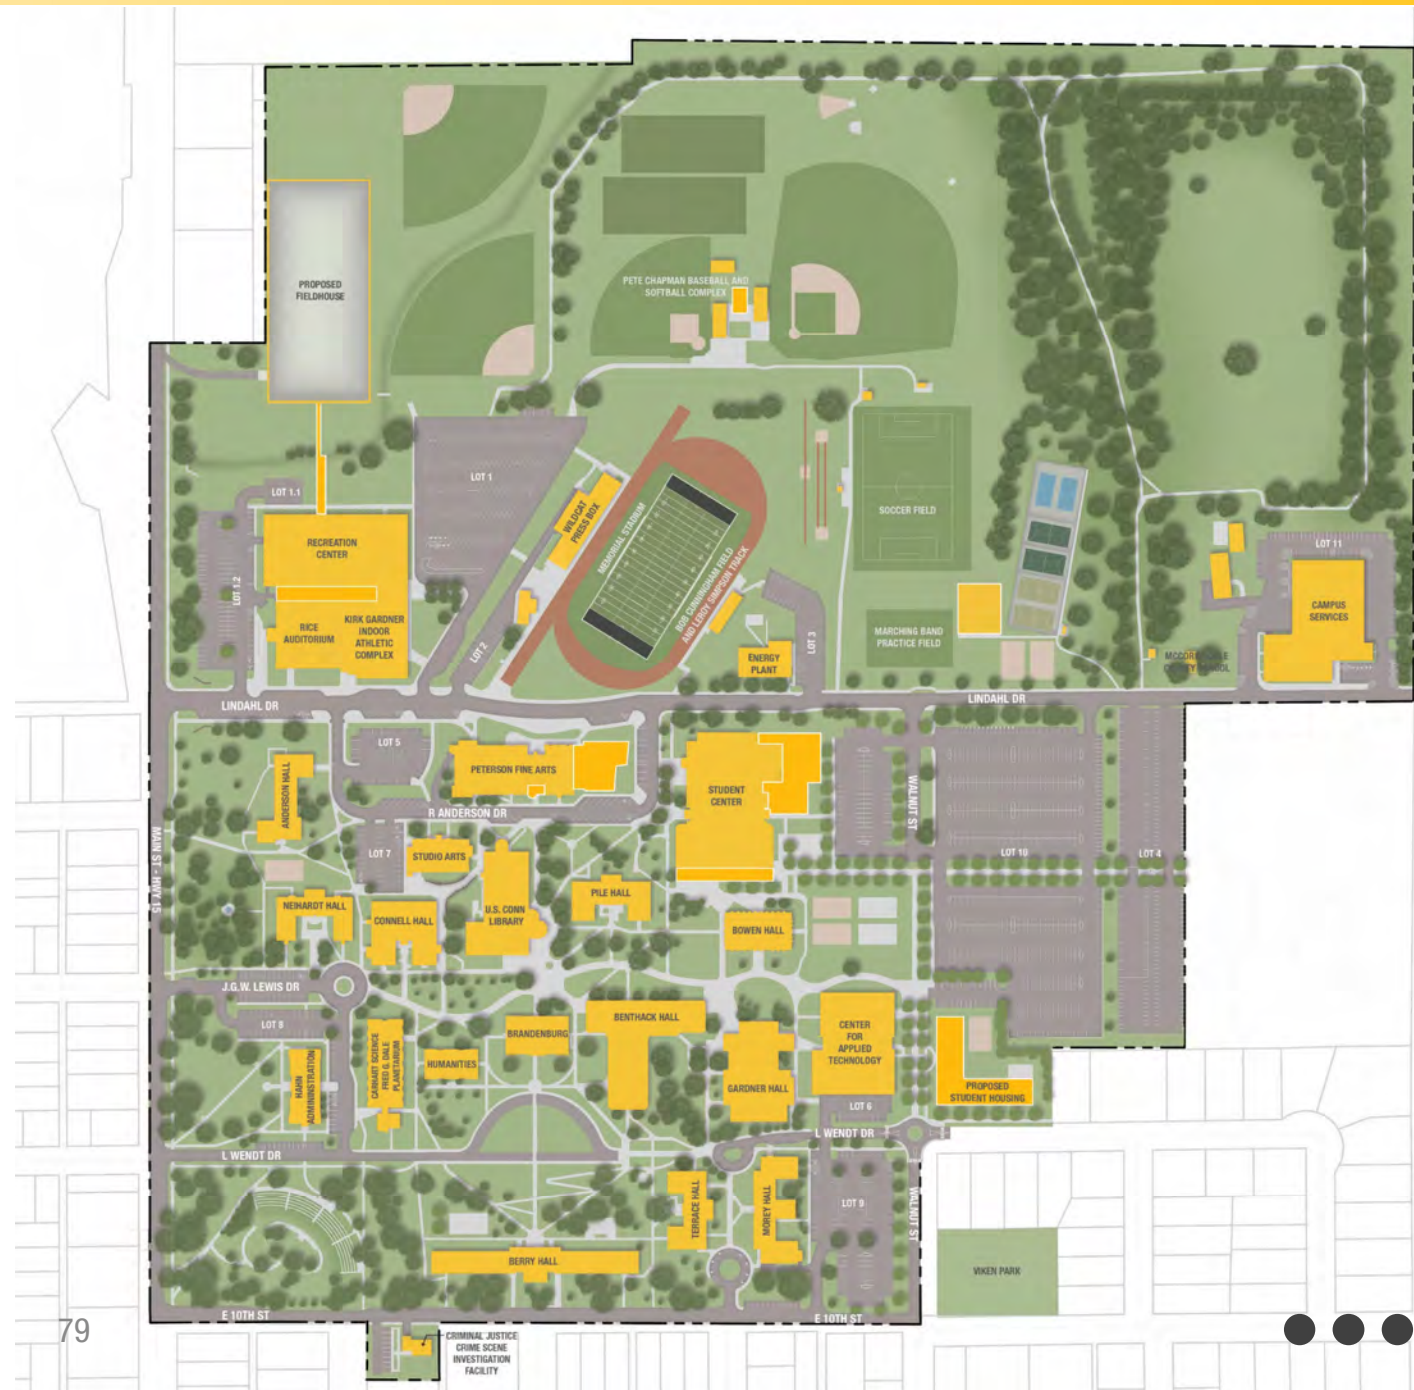 PROPOSED
FIELDHOUSE
PETE CHAPMAN BASEBALL AND
SOFTBALL COMPLEX
LOT 1
LOT 1.1
LOT 1.2
RECREATION
CENTER
RICE
AUDITORIUM
KIRK GARDNER
INDOOR
ATHLETIC
COMPLEX
WILDCAT
PRESS BOX
MEMORIAL STADIUM
BOB CUNNINGHAM FIELD
AND LEROY SIMPSON TRACK
LOT 2
SOCCER FIELD
MARCHING BAND
PRACTICE FIELD
LOT 3
ENERGY
PLANT
LOT 11
CAMPUS
SERVICES
LINDAHL DR
LINDAHL DR
LOT 5
ANDERSON HALL
PETERSON FINE ARTS
R ANDERSON DR
STUDENT
CENTER
WALNUT ST
MAIN ST - HWY 15
LOT 7
STUDIO ARTS
LOT 10
LOT 4
NEIHARDT HALL
CONNELL HALL
U.S. CONN
LIBRARY
PILE HALL
BOWEN HALL
J.G.W. LEWIS DR
LOT 8
HAHN
ADMININSTRATION
CARHART SCIENCE
FRED G. DALE
PLANETARIUM
HUMANITIES
BRANDENBURG
BENTHACK HALL
GARDNER HALL
CENTER
FOR
APPLIED
TECHNOLOGY
LOT 6
PROPOSED
STUDENT HOUSING
L WENDT DR
L WENDT DR
TERRACE HALL
MOREY HALL
LOT 9
WALNUT ST
BERRY HALL
VIKEN PARK
E 10TH ST
E 10TH ST
CRIMINAL JUSTICE
CRIME SCENE
INVESTIGATION
FACILITY
79